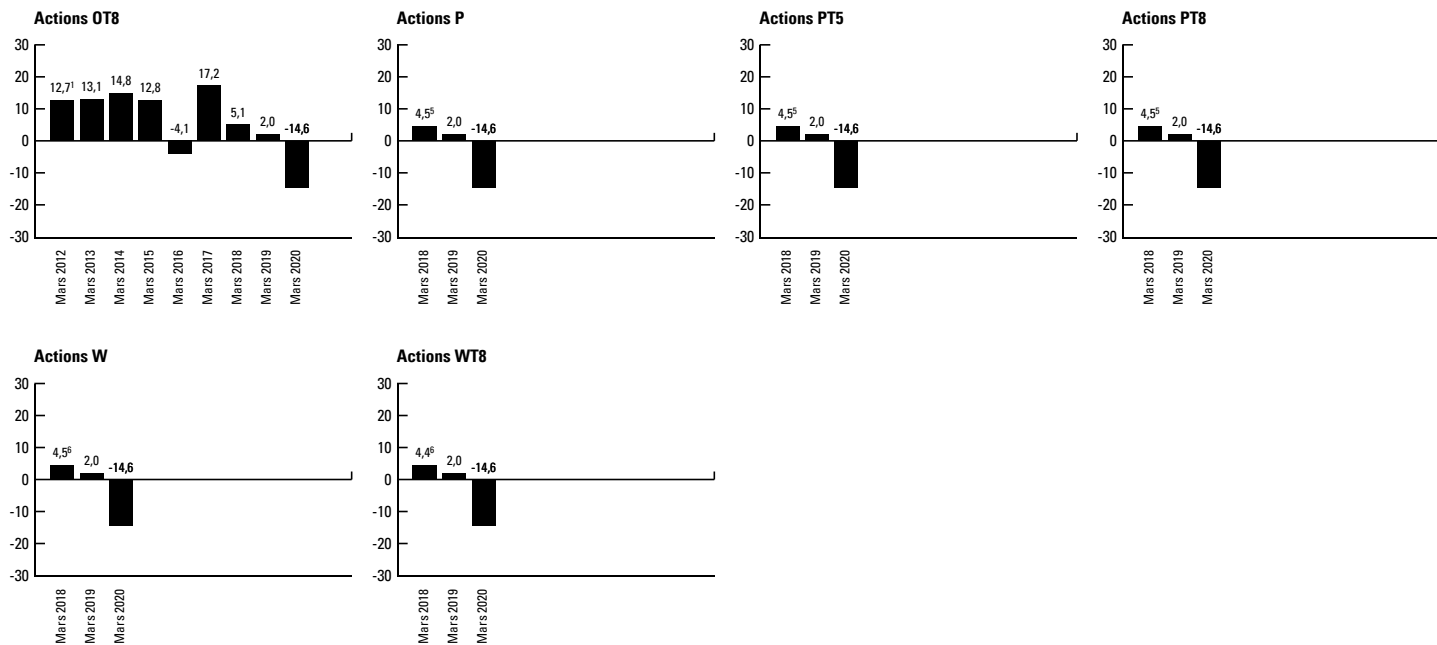 Actions OT8
30
20
10
0
-10
-20
-30
12,7¹ 13,1 14,8 12,8 -4,1 17,2 5,1 2,0 -14,6
Mars 2012
Mars 2013
Mars 2014
Mars 2015
Mars 2016
Mars 2017
Mars 2018
Mars 2019
Mars 2020
Actions P
30
20
10
0
-10
-20
-30
4,5⁵ 2,0 -14,6
Mars 2018
Mars 2019
Mars 2020
Actions PT5
30
20
10
0
-10
-20
-30
4,5⁵ 2,0 -14,6
Mars 2018
Mars 2019
Mars 2020
Actions PT8
30
20
10
0
-10
-20
-30
4,5⁵ 2,0 -14,6
Mars 2018
Mars 2019
Mars 2020
Actions W
30
20
10
0
-10
-20
-30
4,5⁶ 2,0 -14,6
Mars 2018
Mars 2019
Mars 2020
Actions WT8
30
20
10
0
-10
-20
-30
4,4⁶ 2,0 -14,6
Mars 2018
Mars 2019
Mars 2020